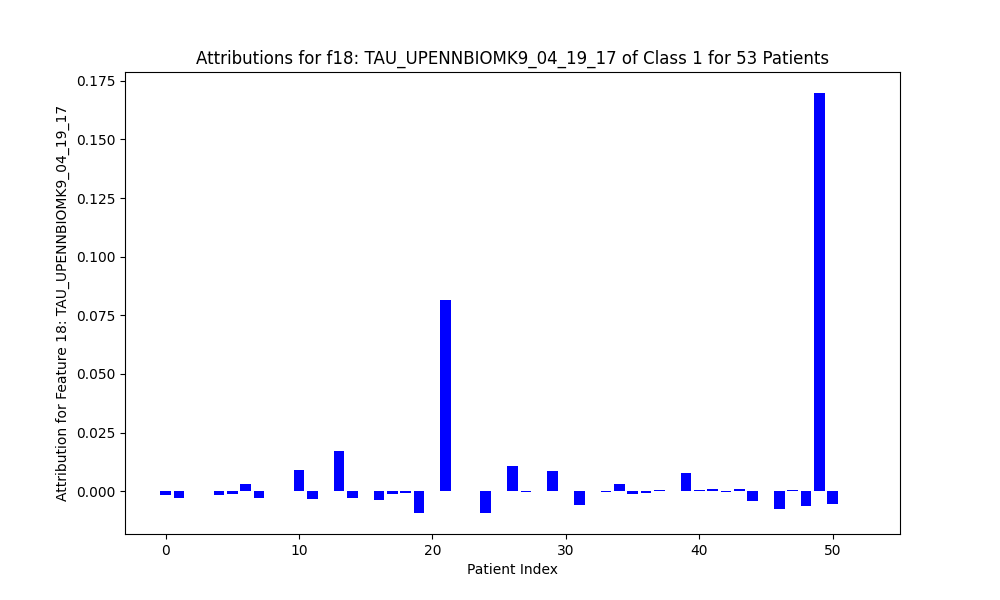 Attributions for f18: TAU_UPENNBIOMK9_04_19_17 of Class 1 for 53 Patients
Attribution for Feature 18: TAU_UPENNBIOMK9_04_19_17
0.175
0.150
0.125
0.100
0.075
0.050
0.025
0.000
0 10 20 30 40 50
Patient Index